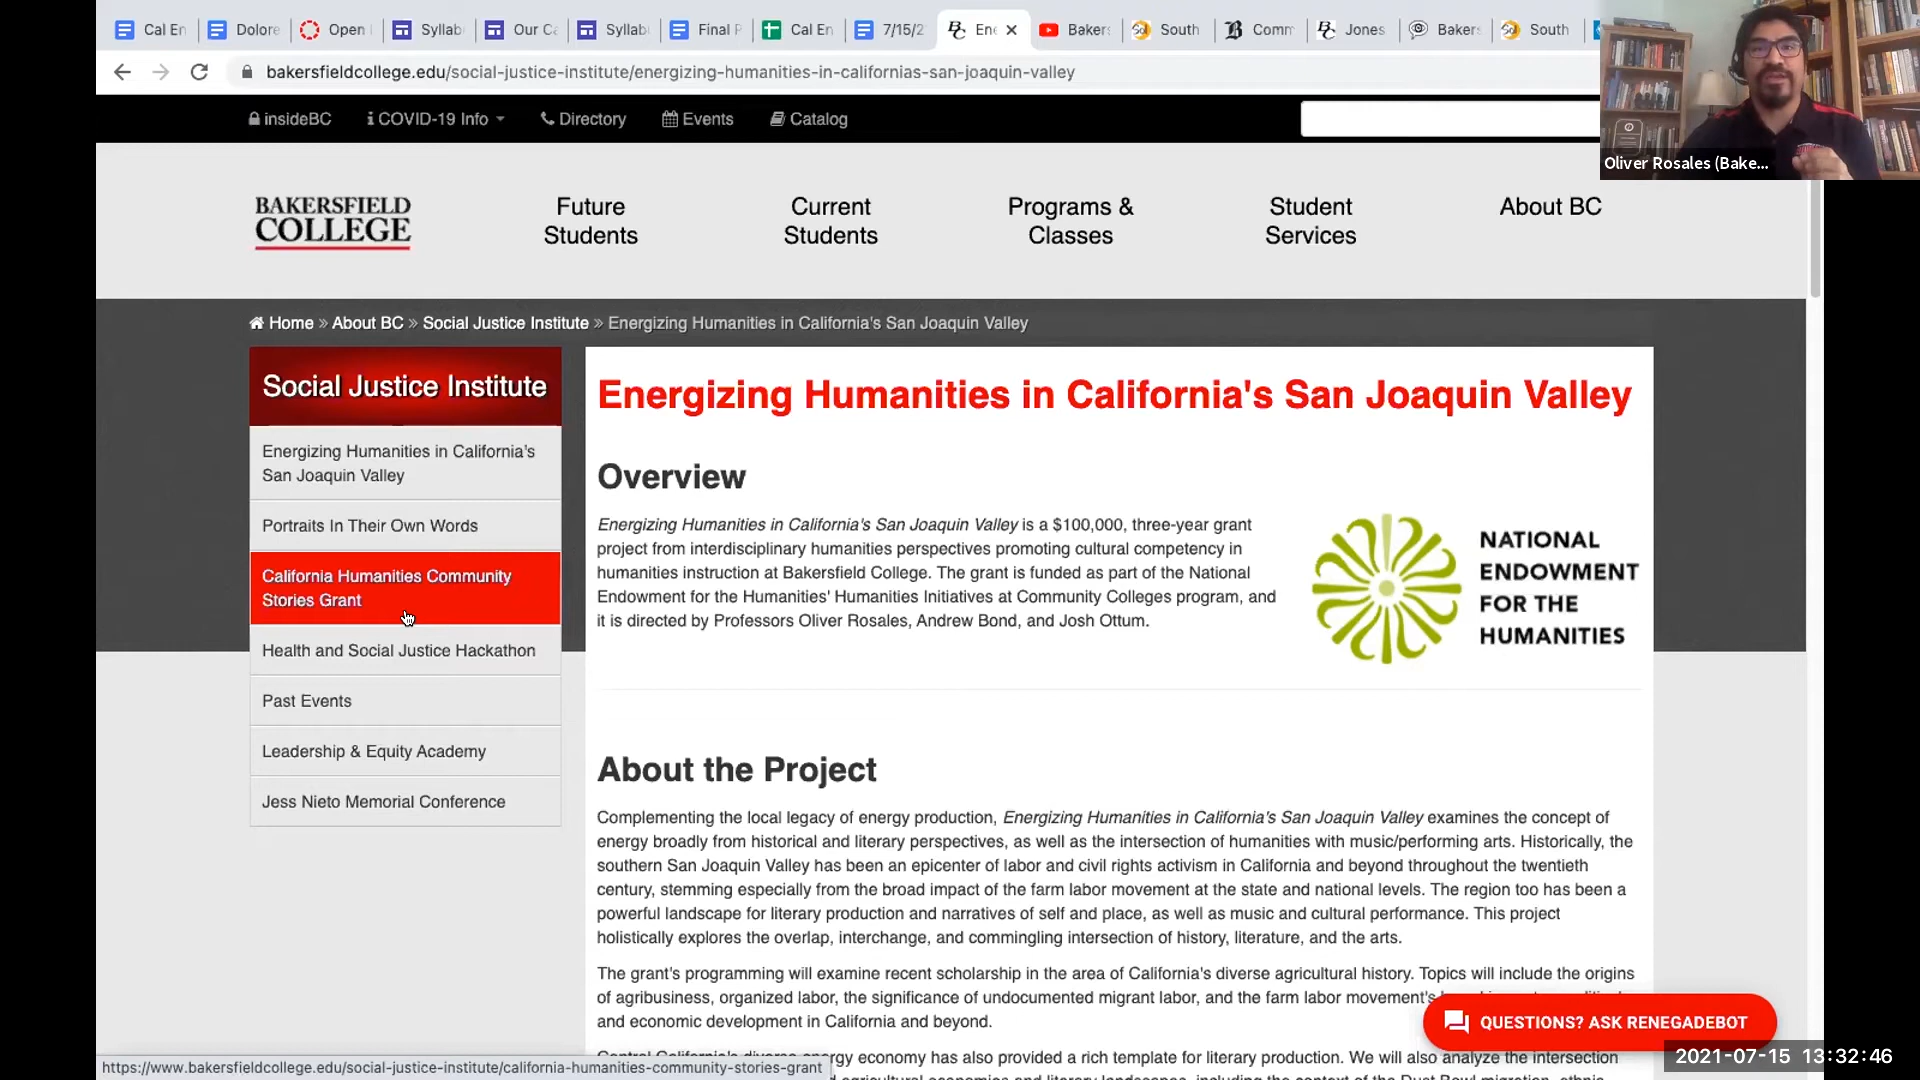 Cal En
Dolore
Open
Syllab
Our Ca
Syllab
Final P
Cal En
7/15/2
Ene
Bakers
South
Comm
Jones
Bakers
South
bakersfieldcollege.edu/social-justice-institute/energizing-humanities-in-californias-san-joaquin-valley
Oliver Rosales (Bake...
insideBC
COVID-19 Info
Directory
Events
Catalog
BAKERSFIELD
COLLEGE
Future
Students
Current
Students
Programs &
Classes
Student
Services
About BC
Home » About BC » Social Justice Institute » Energizing Humanities in California's San Joaquin Valley
Social Justice Institute
Energizing Humanities in California's
San Joaquin Valley
Portraits In Their Own Words
California Humanities Community
Stories Grant
Health and Social Justice Hackathon
Past Events
Leadership & Equity Academy
Jess Nieto Memorial Conference
Energizing Humanities in California's San Joaquin Valley
Overview
Energizing Humanities in California's San Joaquin Valley is a $100,000, three-year grant
project from interdisciplinary humanities perspectives promoting cultural competency in
humanities instruction at Bakersfield College. The grant is funded as part of the National
Endowment for the Humanities' Humanities Initiatives at Community Colleges program, and
it is directed by Professors Oliver Rosales, Andrew Bond, and Josh Ottum.
NATIONAL
ENDOWMENT
FOR THE
HUMANITIES
About the Project
Complementing the local legacy of energy production, Energizing Humanities in California's San Joaquin Valley examines the concept of
energy broadly from historical and literary perspectives, as well as the intersection of humanities with music/performing arts. Historically, the
southern San Joaquin Valley has been an epicenter of labor and civil rights activism in California and beyond throughout the twentieth
century, stemming especially from the broad impact of the farm labor movement at the state and national levels. The region too has been a
powerful landscape for literary production and narratives of self and place, as well as music and cultural performance. This project
holistically explores the overlap, interchange, and commingling intersection of history, literature, and the arts.
The grant's programming will examine recent scholarship in the area of California's diverse agricultural history. Topics will include the origins
of agribusiness, organized labor, the significance of undocumented migrant labor, and the farm labor movement's
and economic development in California and beyond.
Central California's diverse energy economy has also provided a rich template for literary production. We will also analyze the intersection
QUESTIONS? ASK RENEGADEBOT
2021-07-15 13:32:46
https://www.bakersfieldcollege.edu/social-justice-institute/california-humanities-community-stories-grant